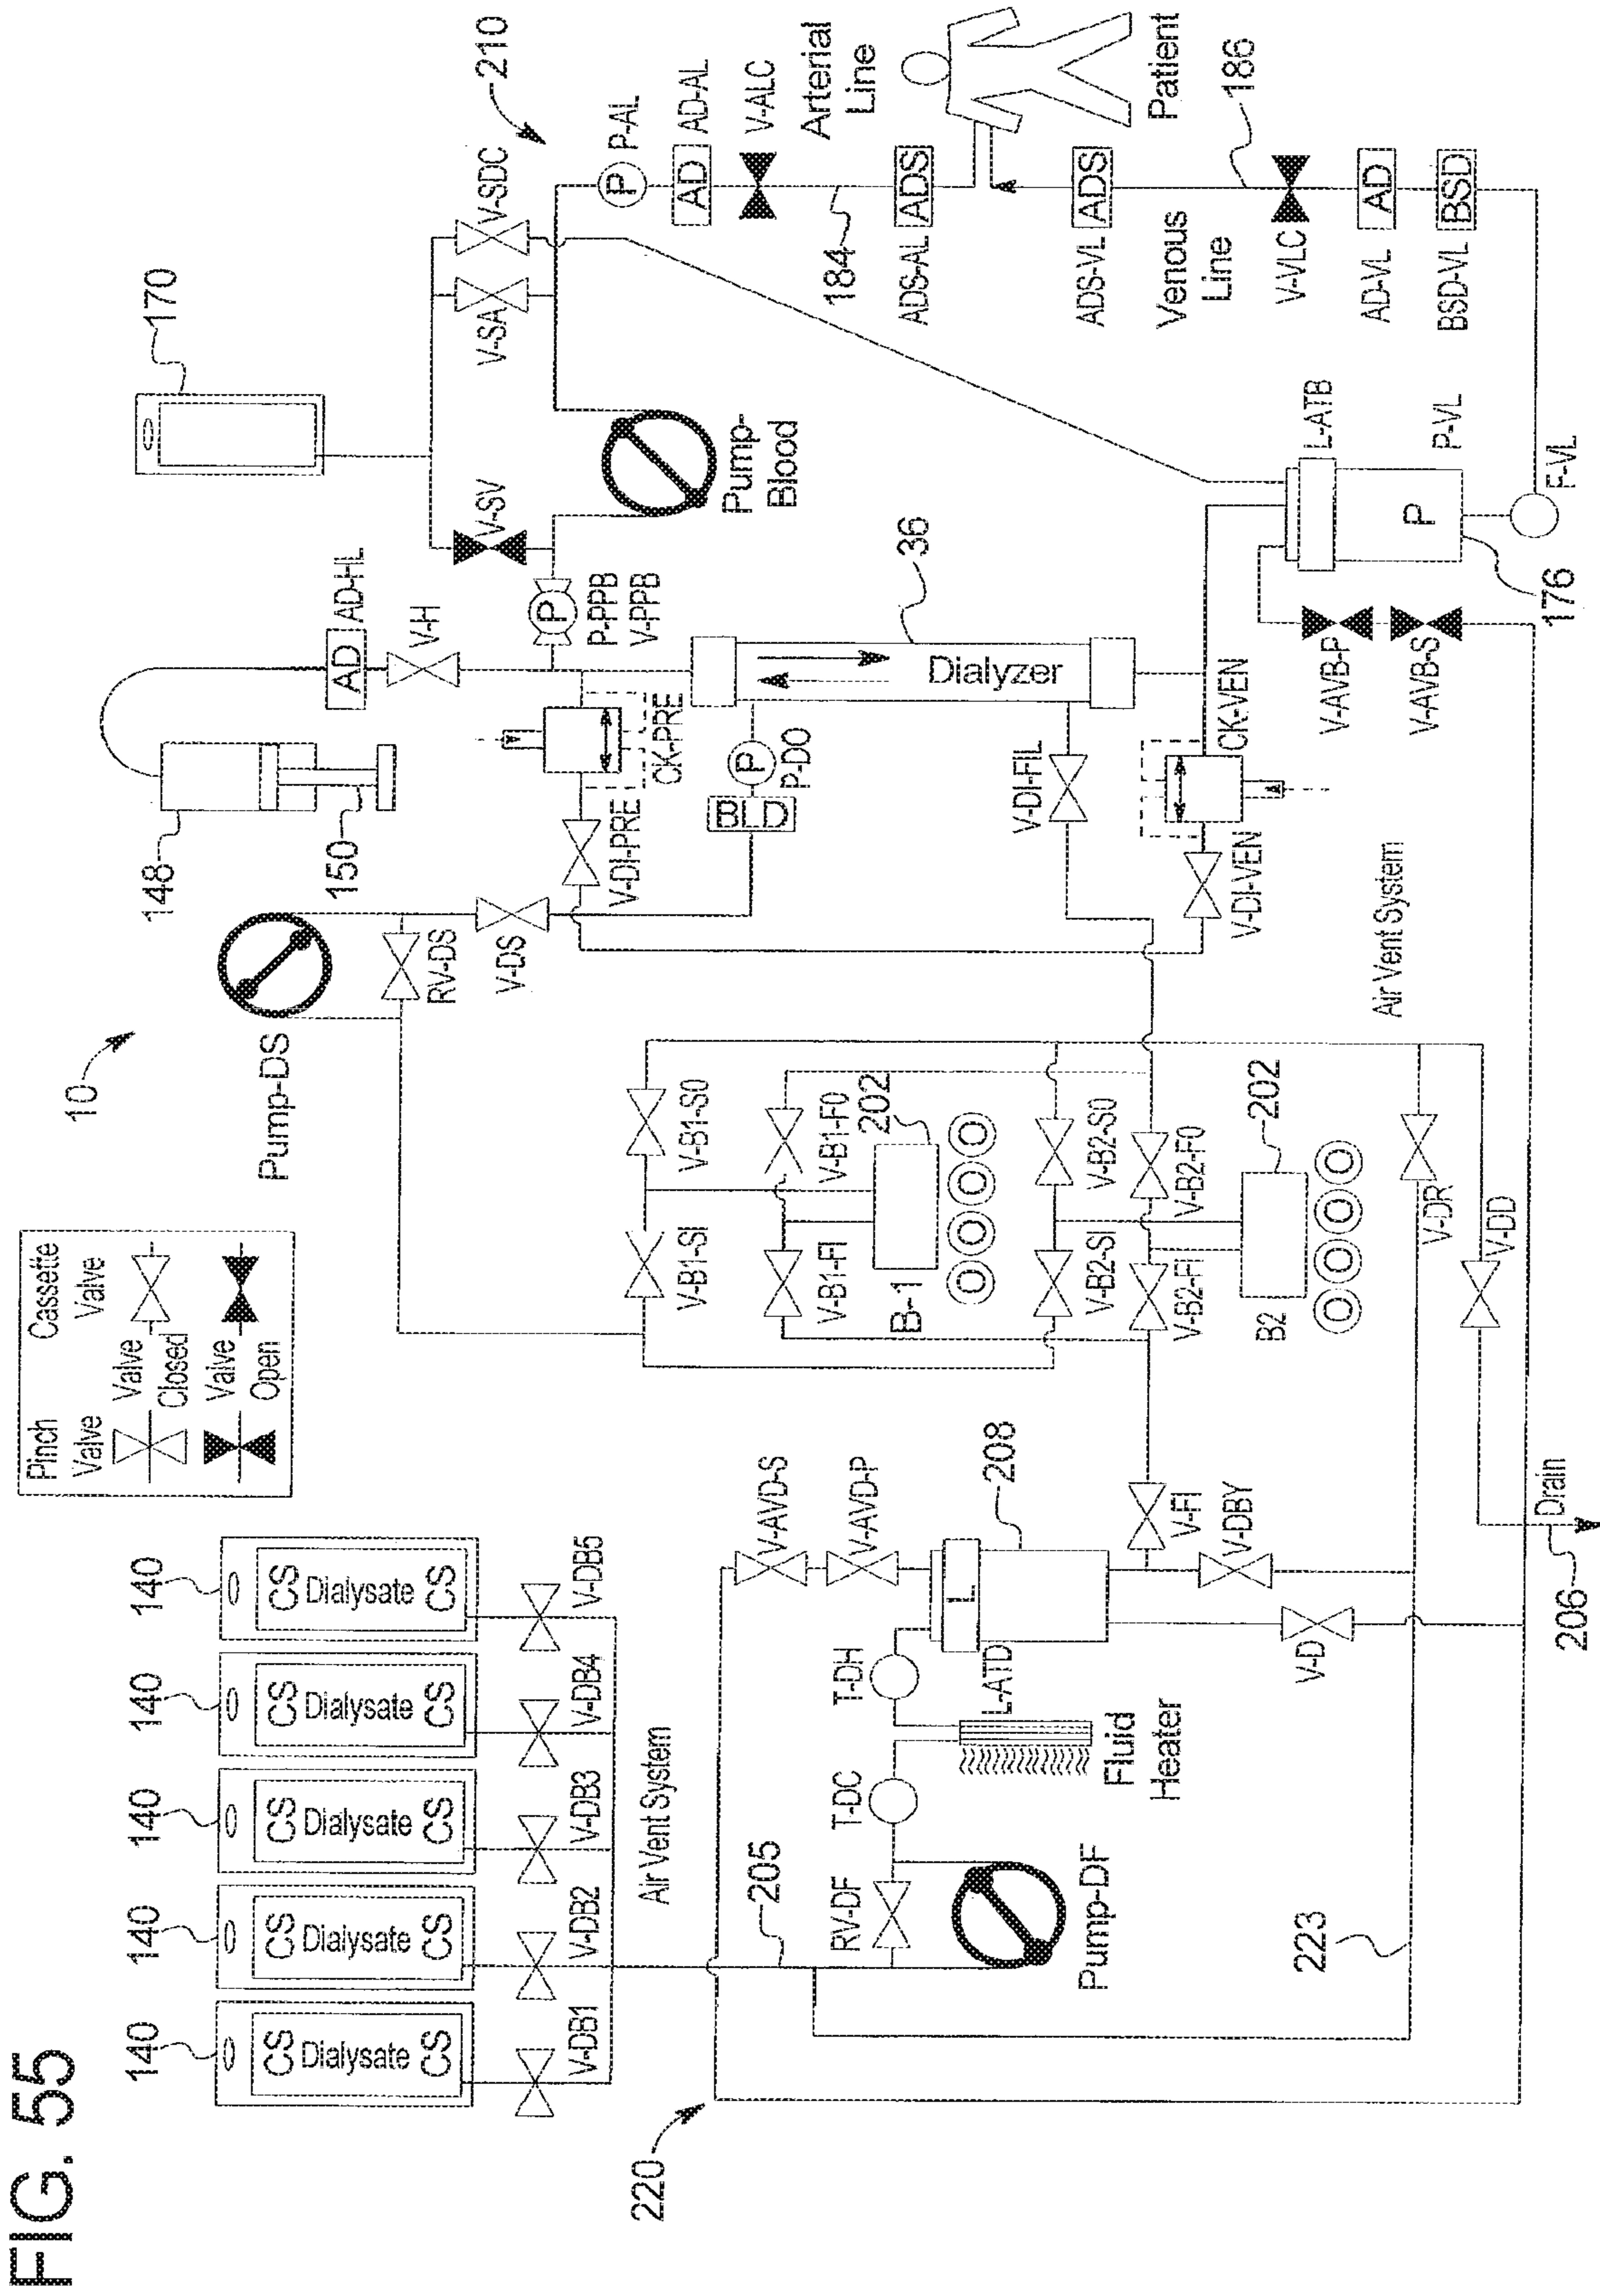 FIG. 55
10
220
210
Pinch
Valve
Cassette
Valve
Valve
Closed
Valve
Open
140
140
140
140
140
CS Dialysate CS
CS Dialysate CS
CS Dialysate CS
CS Dialysate CS
CS Dialysate CS
V-DB1
V-DB2
V-DB3
V-DB4
V-DB5
Air Vent System
205
RV-DF
Pump-DF
T-DC
T-DH
Fluid
Heater
L-ATD
L
208
V-AVD-S
V-AVD-P
V-FI
V-DBY
V-D
223
Drain
206
Pump-DS
RV-DS
V-DS
V-B1-SI
V-B1-S0
V-B1-FI
V-B1-F0
B-1
202
V-B2-SI
V-B2-S0
V-B2-FI
V-B2-F0
B2
202
V-DR
V-DD
148
150
AD
AD-HL
V-H
V-DI-PRE
CK-PRE
BLD
P
P-DO
Dialyzer
36
V-DI-FIL
V-DI-VEN
CK-VEN
Air Vent System
P
P-PPB
V-PPB
V-SV
170
V-SA
V-SDC
Pump-
Blood
P
P-AL
AD
AD-AL
V-ALC
Arterial
Line
184
ADS-AL
ADS
Patient
ADS-VL
ADS
Venous
Line
186
V-VLC
AD-VL
AD
BSD-VL
BSD
L-ATB
P
P-VL
F-VL
176
V-AVB-P
V-AVB-S